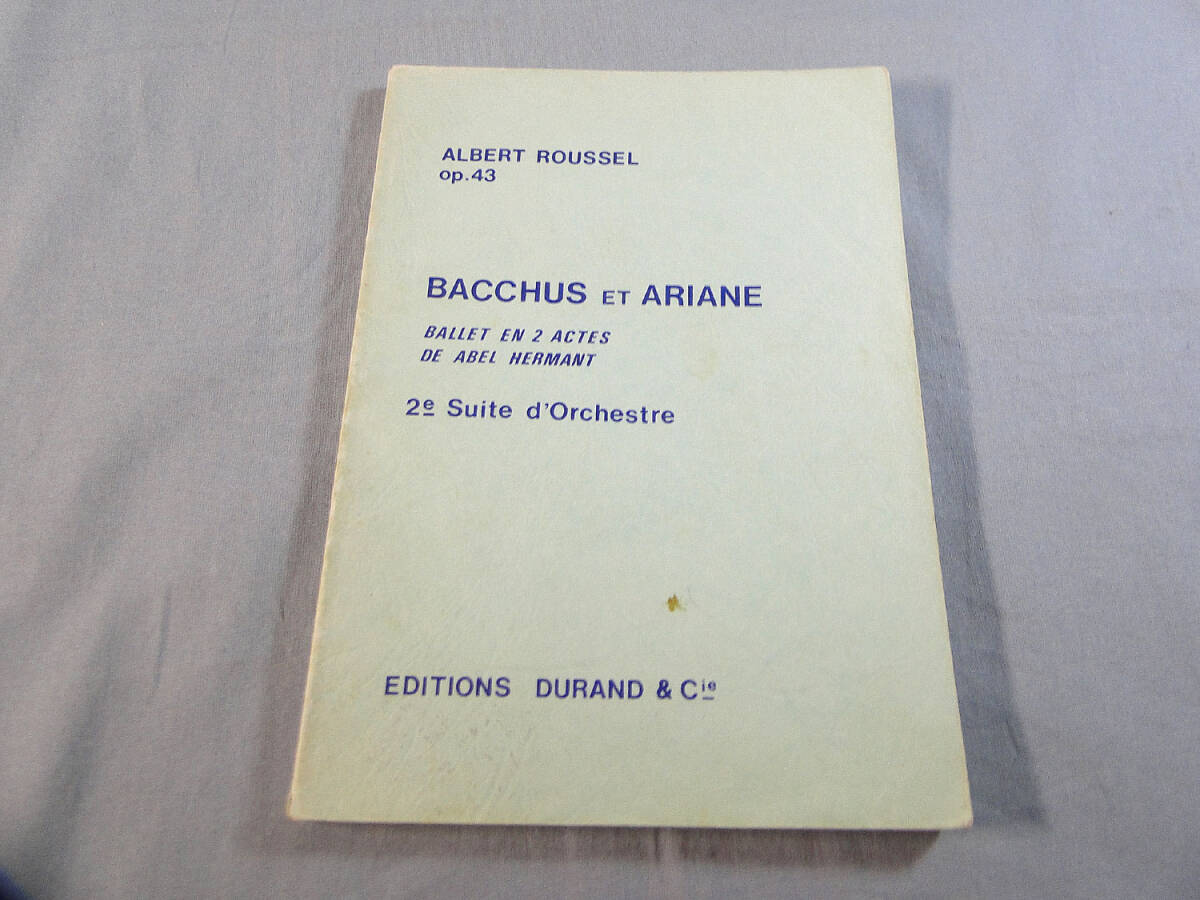 ALBERT ROUSSEL
op.43
BACCHUS ET ARIANE
BALLET EN 2 ACTES
DE ABEL HERMANT
2e Suite d'Orchestre
EDITIONS DURAND & Cie